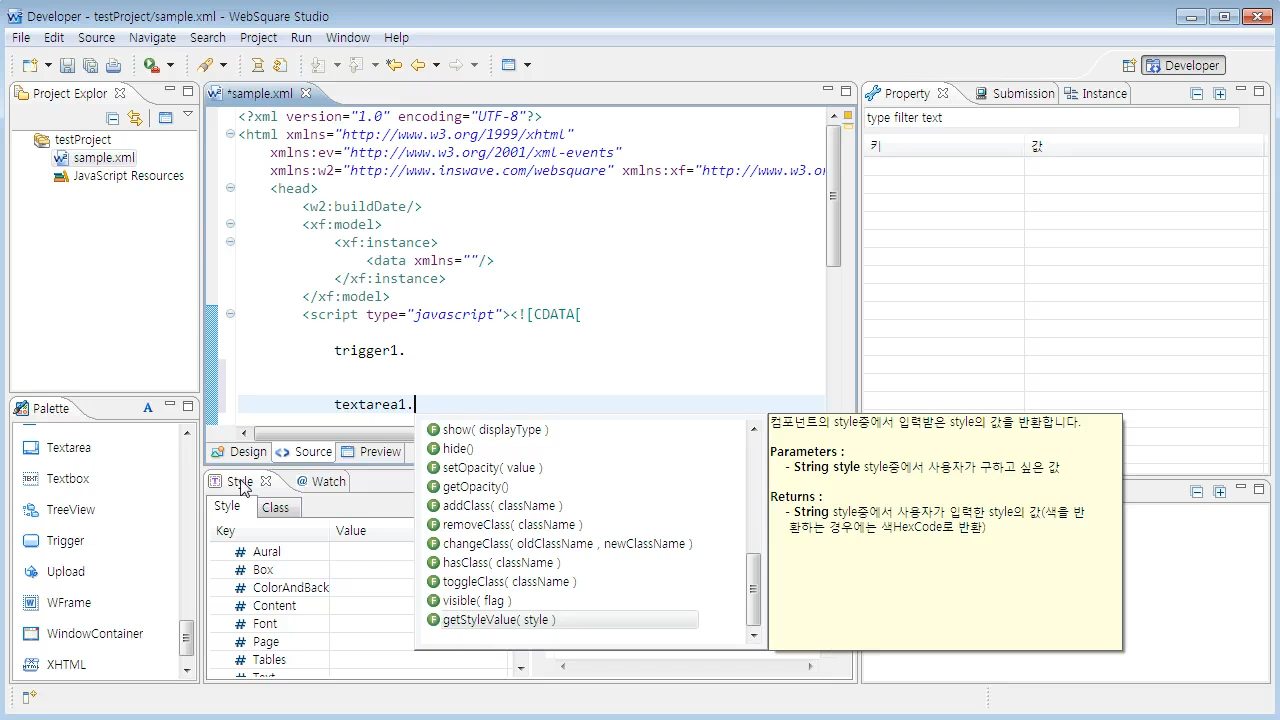 Developer - testProject/sample.xml - WebSquare Studio
File Edit Source Navigate Search Project Run Window Help
Developer
Project Explor
testProject
sample.xml
JavaScript Resources
*sample.xml
<?xml version="1.0" encoding="UTF-8"?>
<html xmlns="http://www.w3.org/1999/xhtml"
xmlns:ev="http://www.w3.org/2001/xml-events"
xmlns:w2="http://www.inswave.com/websquare" xmlns:xf="http://www.w3.or
<head>
<w2:buildDate/>
<xf:model>
<xf:instance>
<data xmlns=""/>
</xf:instance>
</xf:model>
<script type="javascript"><![CDATA[
trigger1.
textarea1.
Design Source Preview
Property Submission Instance
type filter text
키 값
Palette
Textarea
Textbox
TreeView
Trigger
Upload
WFrame
WindowContainer
XHTML
Style @ Watch
Style Class
Key Value
# Aural
# Box
# ColorAndBack
# Content
# Font
# Page
# Tables
# Text
show( displayType )
hide()
setOpacity( value )
getOpacity()
addClass( className )
removeClass( className )
changeClass( oldClassName , newClassName )
hasClass( className )
toggleClass( className )
visible( flag )
getStyleValue( style )
컴포넌트의 style중에서 입력받은 style의 값을 반환합니다.
Parameters :
- String style style중에서 사용자가 구하고 싶은 값
Returns :
- String style중에서 사용자가 입력한 style의 값(색을 반
환하는 경우에는 색HexCode로 반환)